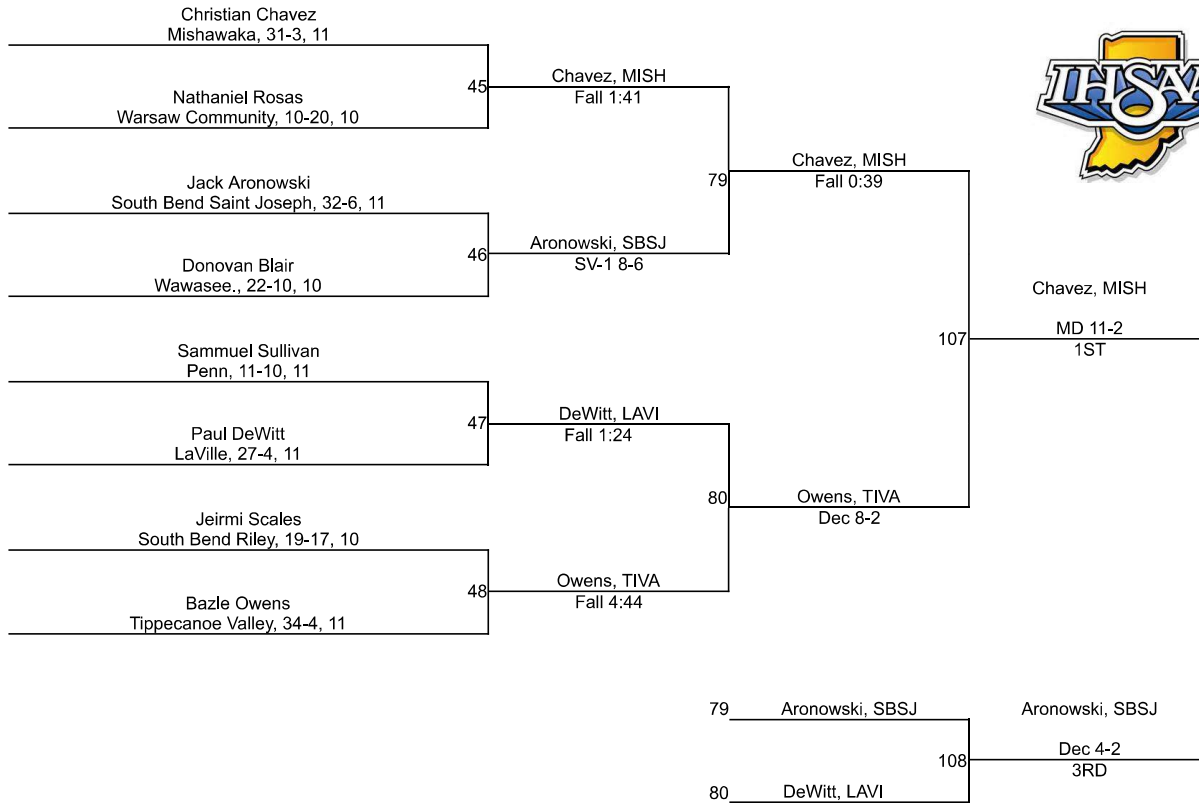 Christian Chavez
Mishawaka, 31-3, 11
45
Chavez, MISH
Fall 1:41
Nathaniel Rosas
Warsaw Community, 10-20, 10
IHSAA
79
Chavez, MISH
Fall 0:39
Jack Aronowski
South Bend Saint Joseph, 32-6, 11
46
Aronowski, SBSJ
SV-1 8-6
Donovan Blair
Wawasee., 22-10, 10
107
Chavez, MISH
MD 11-2
1ST
Sammuel Sullivan
Penn, 11-10, 11
47
DeWitt, LAVI
Fall 1:24
Paul DeWitt
LaVille, 27-4, 11
80
Owens, TIVA
Dec 8-2
Jeirmi Scales
South Bend Riley, 19-17, 10
48
Owens, TIVA
Fall 4:44
Bazle Owens
Tippecanoe Valley, 34-4, 11
79
Aronowski, SBSJ
Aronowski, SBSJ
108
Dec 4-2
3RD
80
DeWitt, LAVI